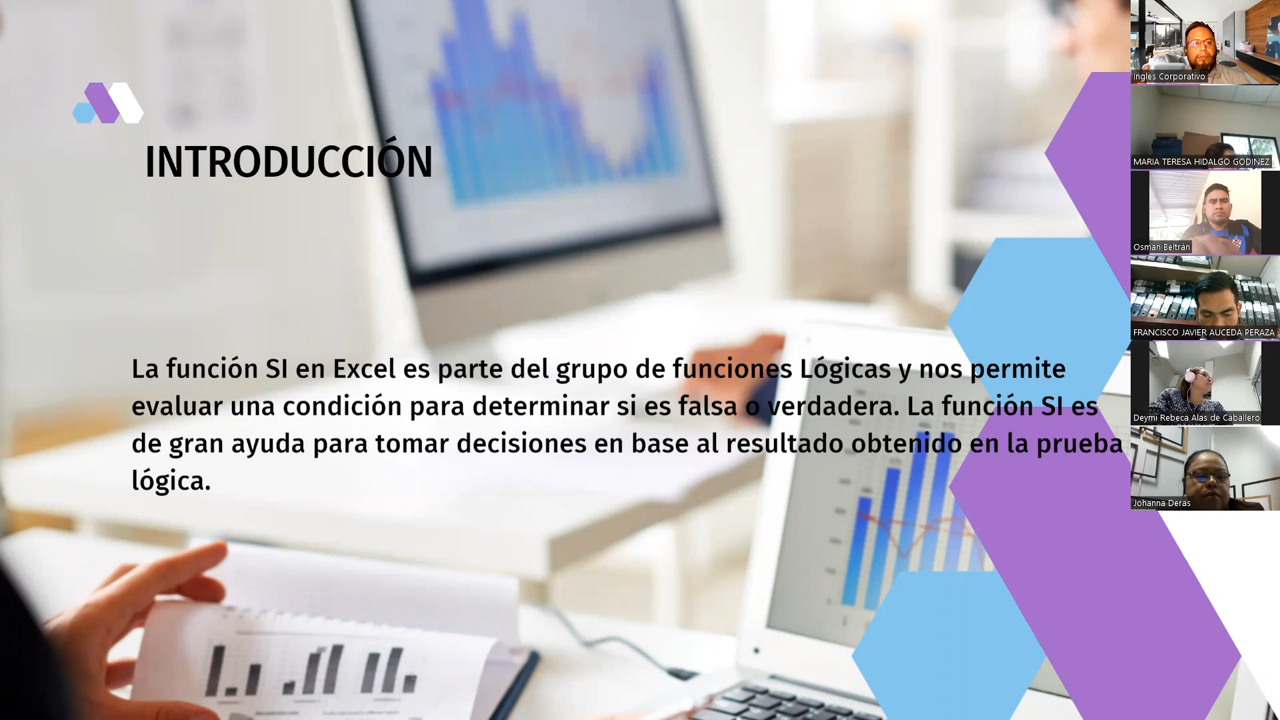 INTRODUCCIÓN
La función SI en Excel es parte del grupo de funciones Lógicas y nos permite
evaluar una condición para determinar si es falsa o verdadera. La función SI es
de gran ayuda para tomar decisiones en base al resultado obtenido en la prueba
lógica.
Ingles Corporativo
MARIA TERESA HIDALGO GODINEZ
Osman Beltrán
FRANCISCO JAVIER AUCEDA PERAZA
Deymi Rebeca Alas de Caballero
Johanna Deras